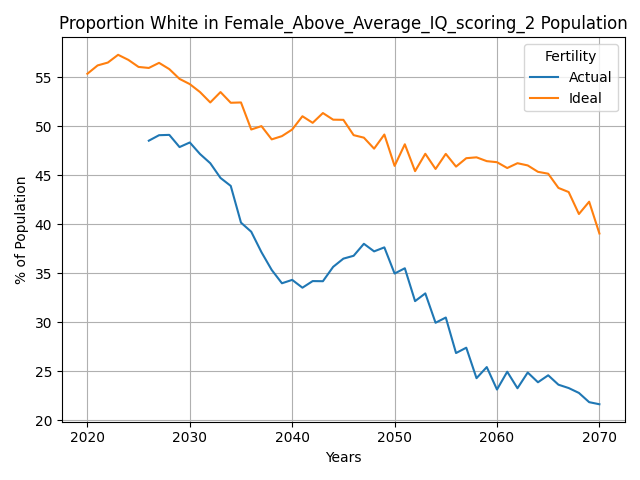 Proportion White in Female_Above_Average_IQ_scoring_2 Population
Fertility
Actual
Ideal
55
50
45
40
35
30
25
20
% of Population
2020
2030
2040
2050
2060
2070
Years